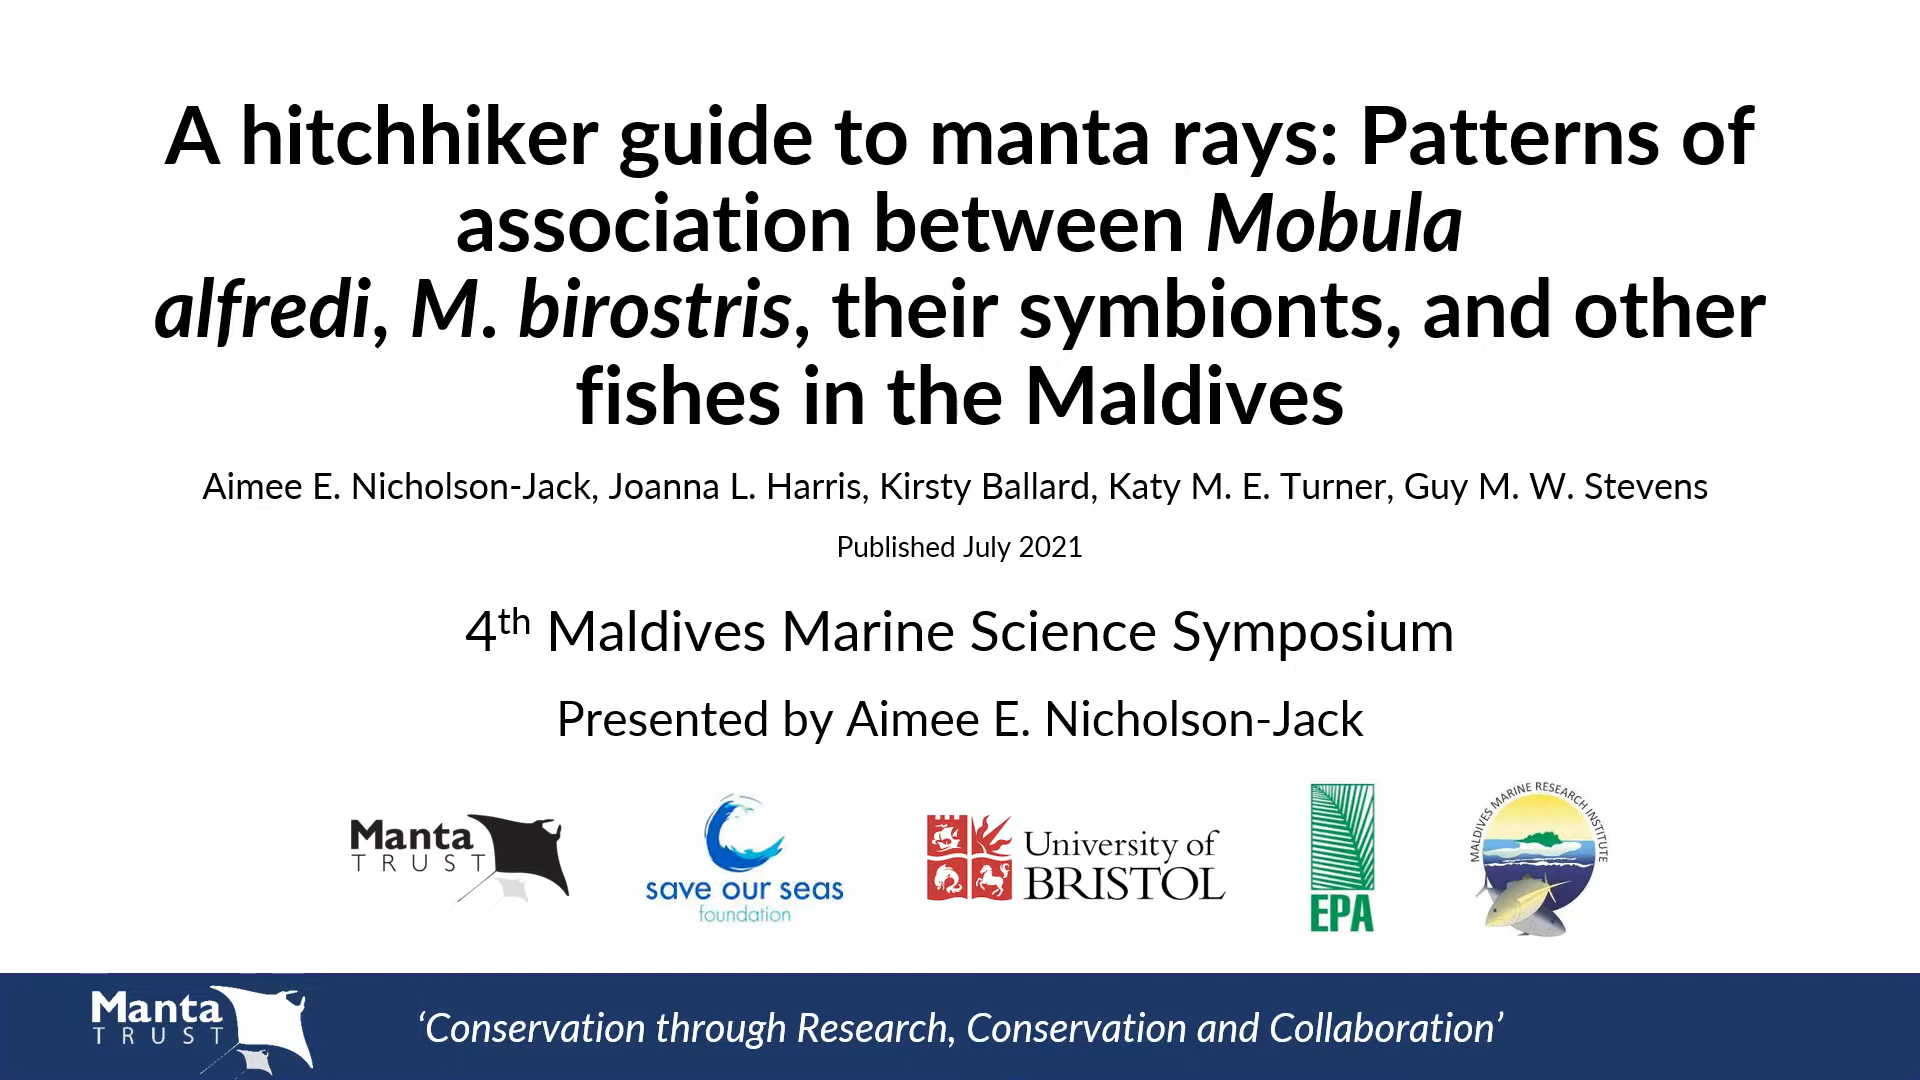 A hitchhiker guide to manta rays: Patterns of
association between Mobula
alfredi, M. birostris, their symbionts, and other
fishes in the Maldives
Aimee E. Nicholson-Jack, Joanna L. Harris, Kirsty Ballard, Katy M. E. Turner, Guy M. W. Stevens
Published July 2021
4th Maldives Marine Science Symposium
Presented by Aimee E. Nicholson-Jack
Manta
TRUST
save our seas
foundation
University of
BRISTOL
EPA
MALDIVES MARINE RESEARCH INSTITUTE
Manta
TRUST
‘Conservation through Research, Conservation and Collaboration’